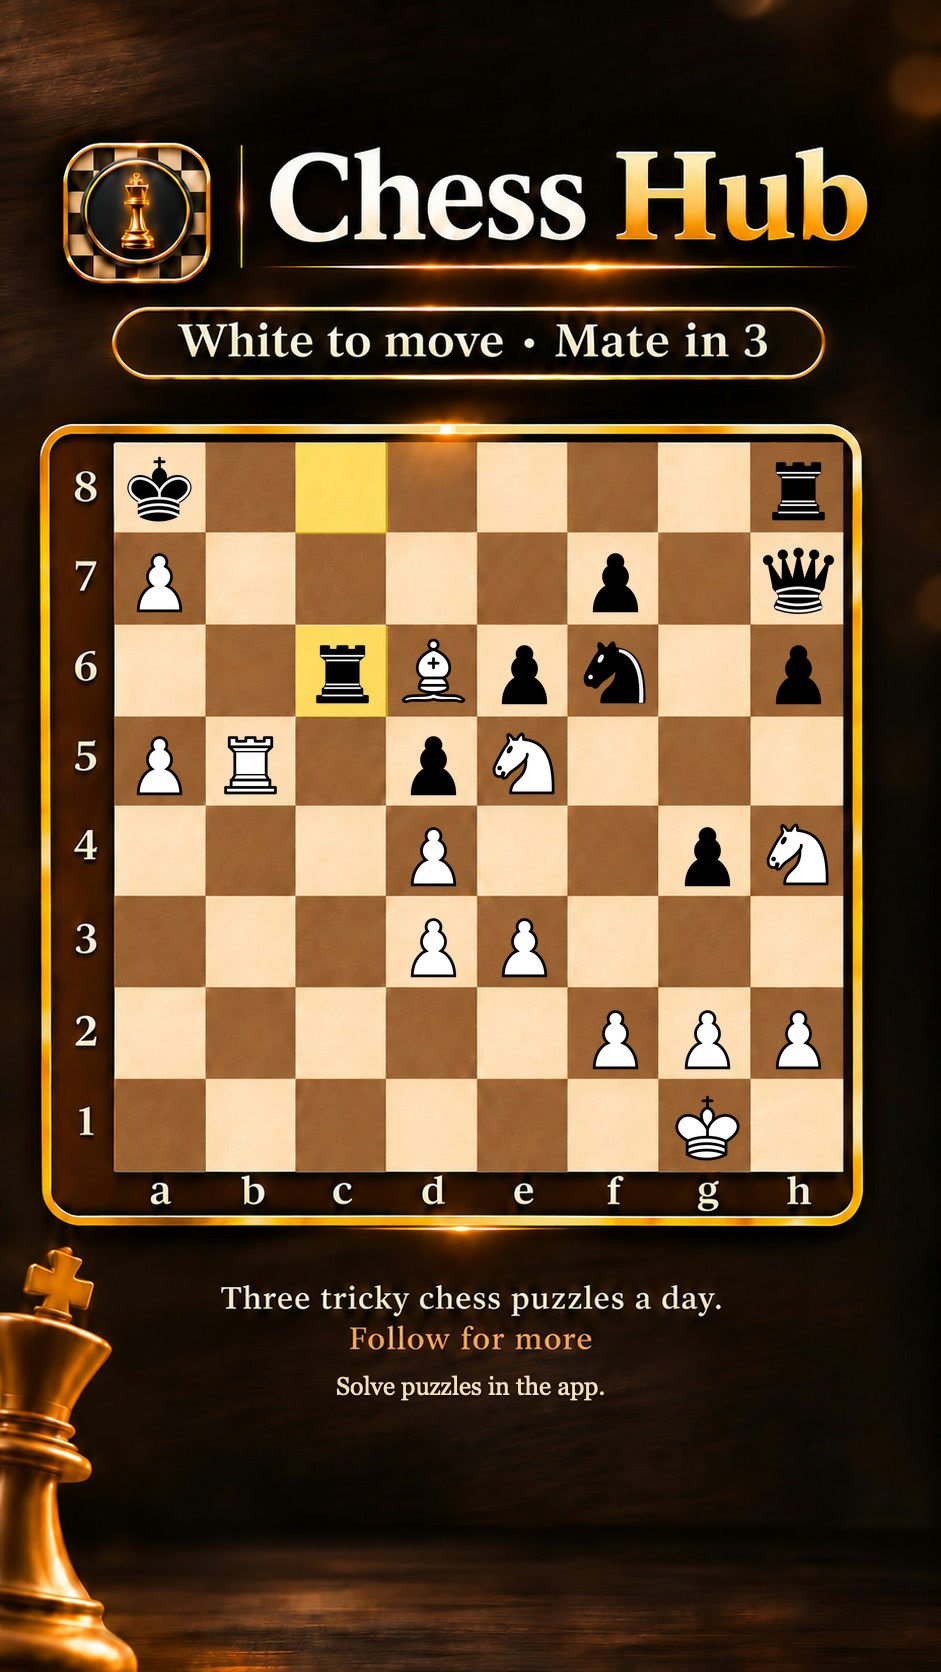 Chess Hub
White to move • Mate in 3
8
7
6
5
4
3
2
1
a b c d e f g h
Three tricky chess puzzles a day.
Follow for more
Solve puzzles in the app.